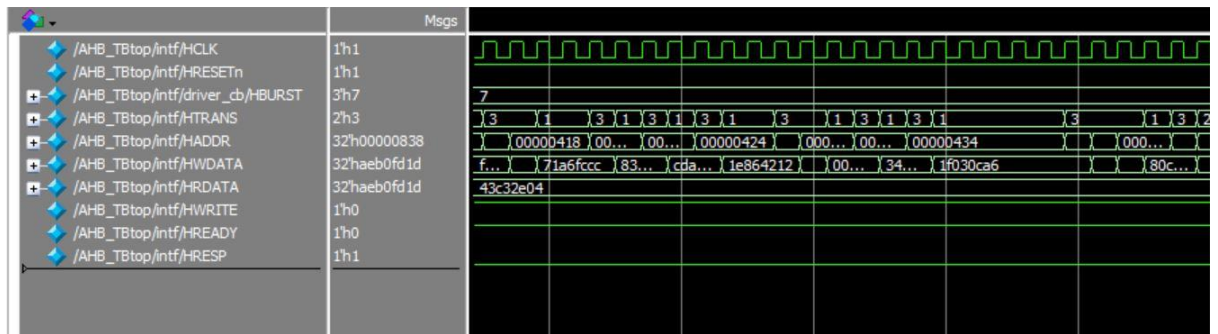 Msgs
/AHB_TBtop/intf/HCLK 1'h1
/AHB_TBtop/intf/HRESETn 1'h1
/AHB_TBtop/intf/driver_cb/HBURST 3'h7 7
/AHB_TBtop/intf/HTRANS 2'h3 3 1 3 1 3 1 3 1 3 1 3 1 3 1 3 1 3 2
/AHB_TBtop/intf/HADDR 32'h00000838 00000418 00... 00... 00000424 000... 00... 00000434 000...
/AHB_TBtop/intf/HWDATA 32'haeb0fd1d f... 71a6fccc 83... cda... 1e864212 00... 34... 1f030ca6 80c...
/AHB_TBtop/intf/HRDATA 32'haeb0fd1d 43c32e04
/AHB_TBtop/intf/HWRITE 1'h0
/AHB_TBtop/intf/HREADY 1'h0
/AHB_TBtop/intf/HRESP 1'h1